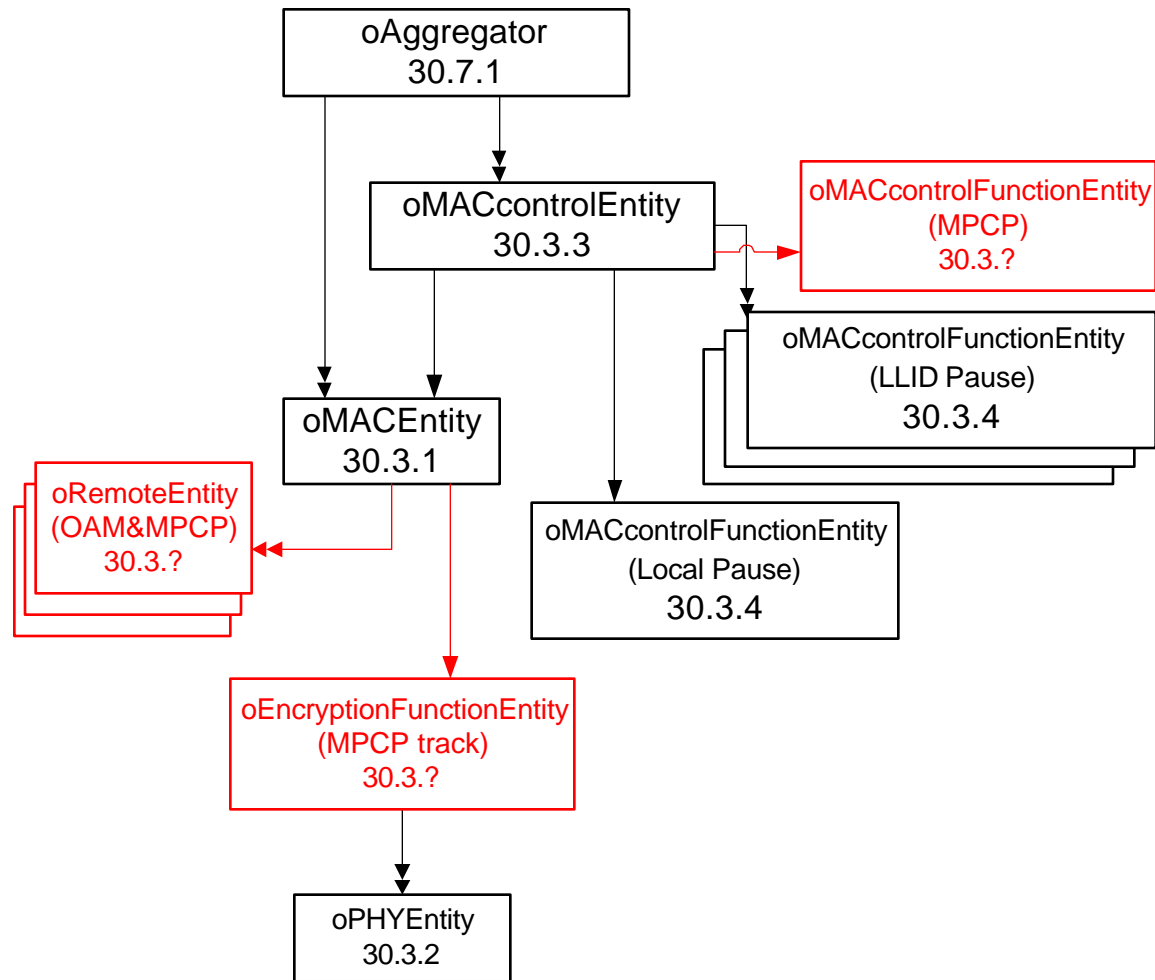 oAggregator
30.7.1
oMACcontrolEntity
30.3.3
oMACcontrolFunctionEntity
(MPCP)
30.3.?
oMACcontrolFunctionEntity
(LLID Pause)
30.3.4
oMACEntity
30.3.1
oRemoteEntity
(OAM&MPCP)
30.3.?
oMACcontrolFunctionEntity
(Local Pause)
30.3.4
oEncryptionFunctionEntity
(MPCP track)
30.3.?
oPHYEntity
30.3.2